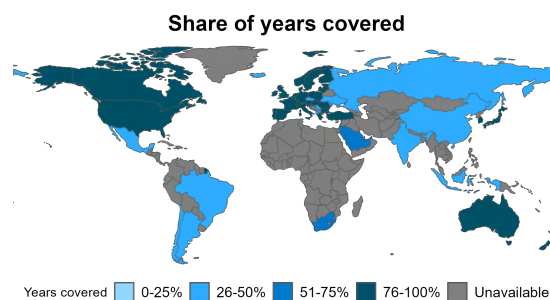 Share of years covered
Years covered 0-25% 26-50% 51-75% 76-100% Unavailable